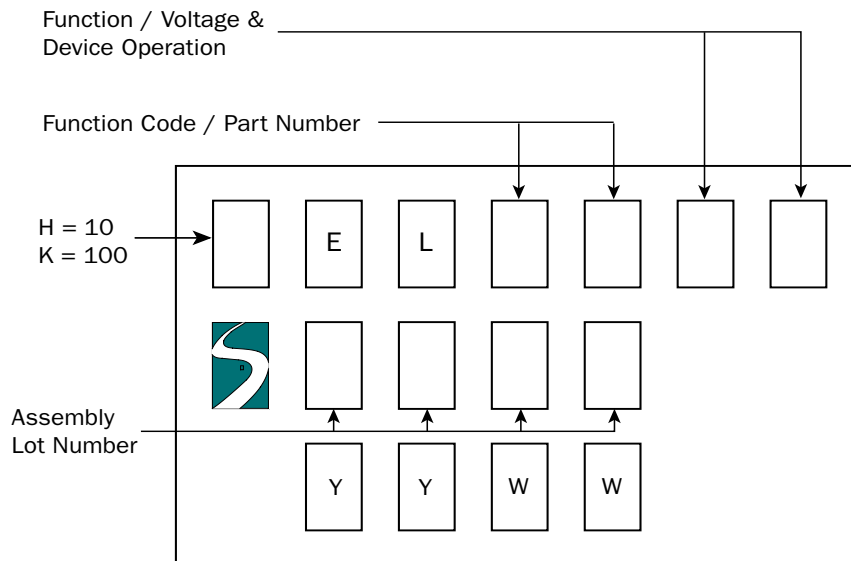 Function / Voltage &
Device Operation
Function Code / Part Number
H = 10
K = 100
E L
Assembly
Lot Number
Y Y W W